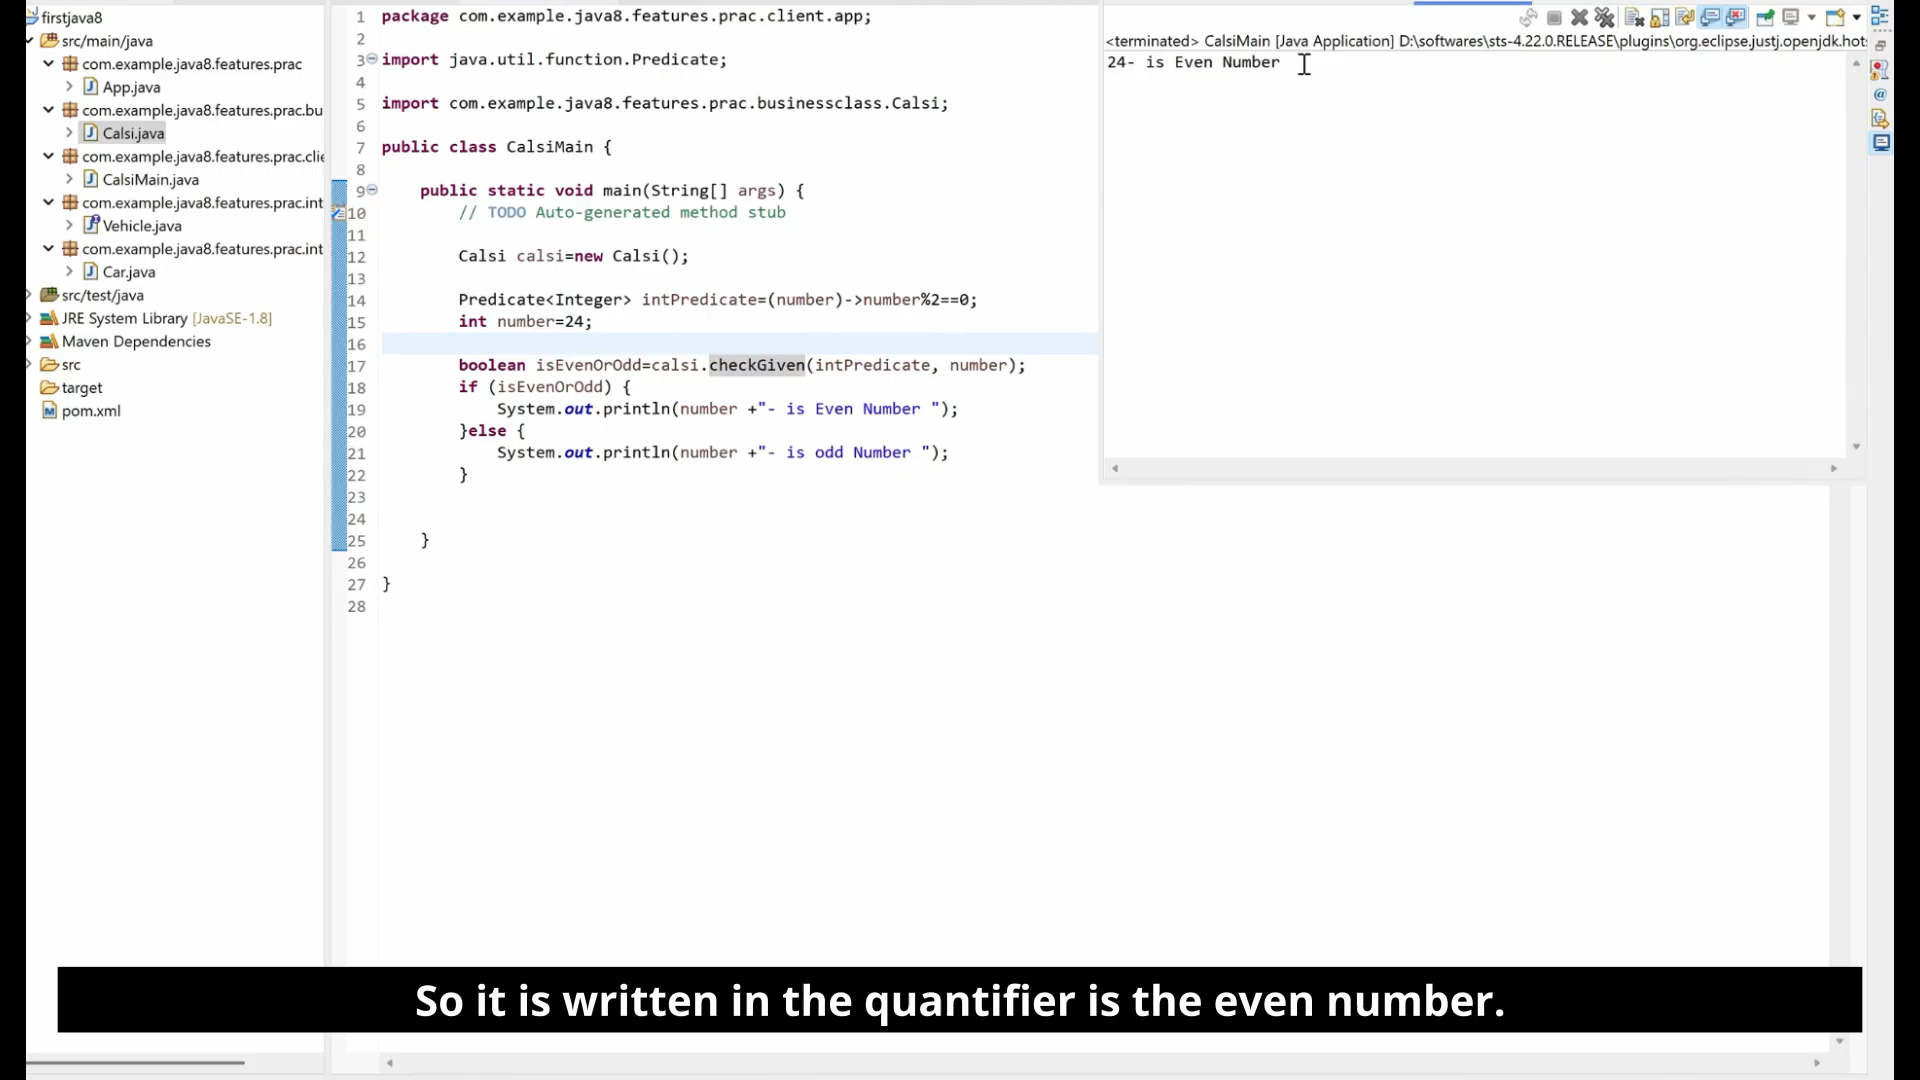 firstjava8
src/main/java
com.example.java8.features.prac
App.java
com.example.java8.features.prac.bu
Calsi.java
com.example.java8.features.prac.clie
CalsiMain.java
com.example.java8.features.prac.int
Vehicle.java
com.example.java8.features.prac.int
Car.java
src/test/java
JRE System Library [JavaSE-1.8]
Maven Dependencies
src
target
pom.xml
1 package com.example.java8.features.prac.client.app;
2
3 import java.util.function.Predicate;
4
5 import com.example.java8.features.prac.businessclass.Calsi;
6
7 public class CalsiMain {
8
9 public static void main(String[] args) {
10 // TODO Auto-generated method stub
11
12 Calsi calsi=new Calsi();
13
14 Predicate<Integer> intPredicate=(number)->number%2==0;
15 int number=24;
16
17 boolean isEvenOrOdd=calsi.checkGiven(intPredicate, number);
18 if (isEvenOrOdd) {
19 System.out.println(number +"- is Even Number ");
20 }else {
21 System.out.println(number +"- is odd Number ");
22 }
23
24
25 }
26
27 }
28
<terminated> CalsiMain [Java Application] D:\softwares\sts-4.22.0.RELEASE\plugins\org.eclipse.justj.openjdk.hots
24- is Even Number
So it is written in the quantifier is the even number.